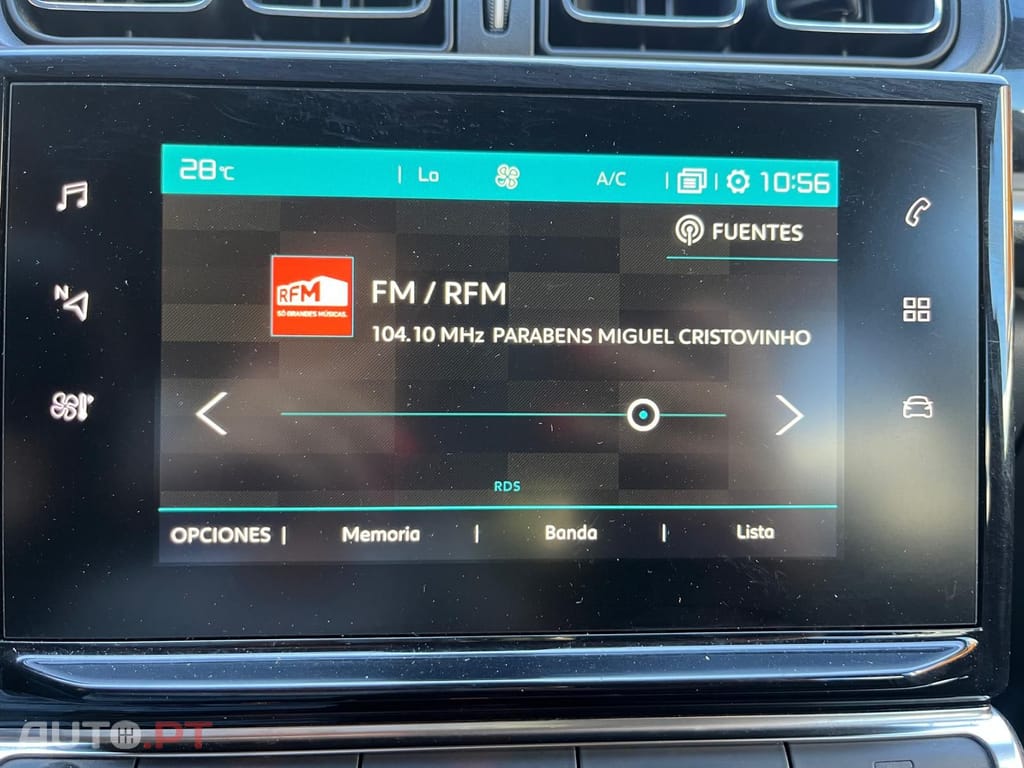 28°C | Lo A/C | | 10:56
FUENTES
RFM
SÓ GRANDES MÚSICAS.
FM / RFM
104.10 MHz PARABENS MIGUEL CRISTOVINHO
N
RDS
OPCIONES | Memoria | Banda | Lista
AUTO.PT